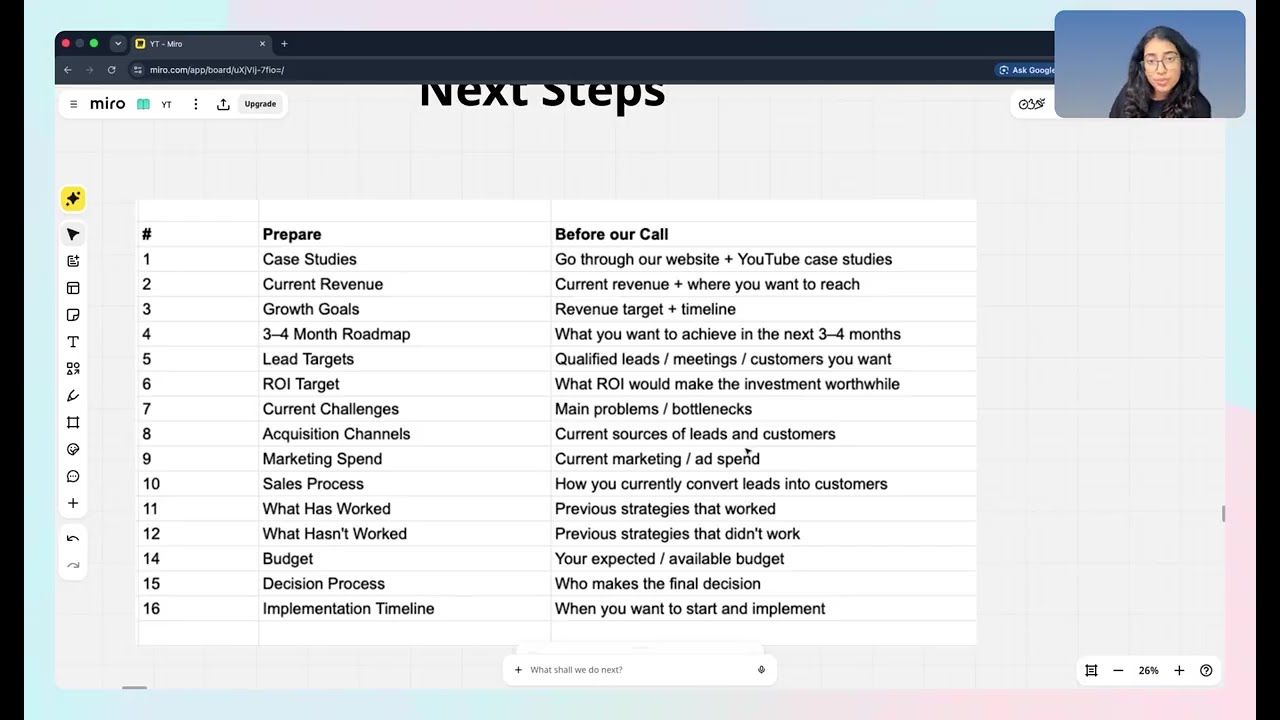 YT - Miro
miro.com/app/board/uXjVIj-7fio=/
Ask Google
miro
YT
Upgrade
Next Steps
# Prepare Before our Call
1 Case Studies Go through our website + YouTube case studies
2 Current Revenue Current revenue + where you want to reach
3 Growth Goals Revenue target + timeline
4 3–4 Month Roadmap What you want to achieve in the next 3–4 months
5 Lead Targets Qualified leads / meetings / customers you want
6 ROI Target What ROI would make the investment worthwhile
7 Current Challenges Main problems / bottlenecks
8 Acquisition Channels Current sources of leads and customers
9 Marketing Spend Current marketing / ad spend
10 Sales Process How you currently convert leads into customers
11 What Has Worked Previous strategies that worked
12 What Hasn't Worked Previous strategies that didn't work
14 Budget Your expected / available budget
15 Decision Process Who makes the final decision
16 Implementation Timeline When you want to start and implement
What shall we do next?
26%